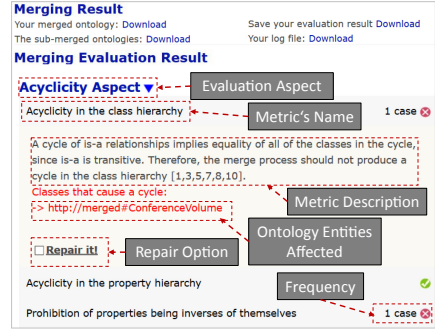 Merging Result
Your merged ontology: Download
Save your evaluation result Download
The sub-merged ontologies: Download
Your log file: Download
Merging Evaluation Result
Acyclicity Aspect ▼
Evaluation Aspect
Acyclicity in the class hierarchy
Metric's Name
1 case
A cycle of is-a relationships implies equality of all of the classes in the cycle,
since is-a is transitive. Therefore, the merge process should not produce a
cycle in the class hierarchy [1,3,5,7,8,10].
Classes that cause a cycle:
Metric Description
-> http://merged#ConferenceVolume
Ontology Entities
Affected
Repair it!
Repair Option
Acyclicity in the property hierarchy
Frequency
Prohibition of properties being inverses of themselves
1 case